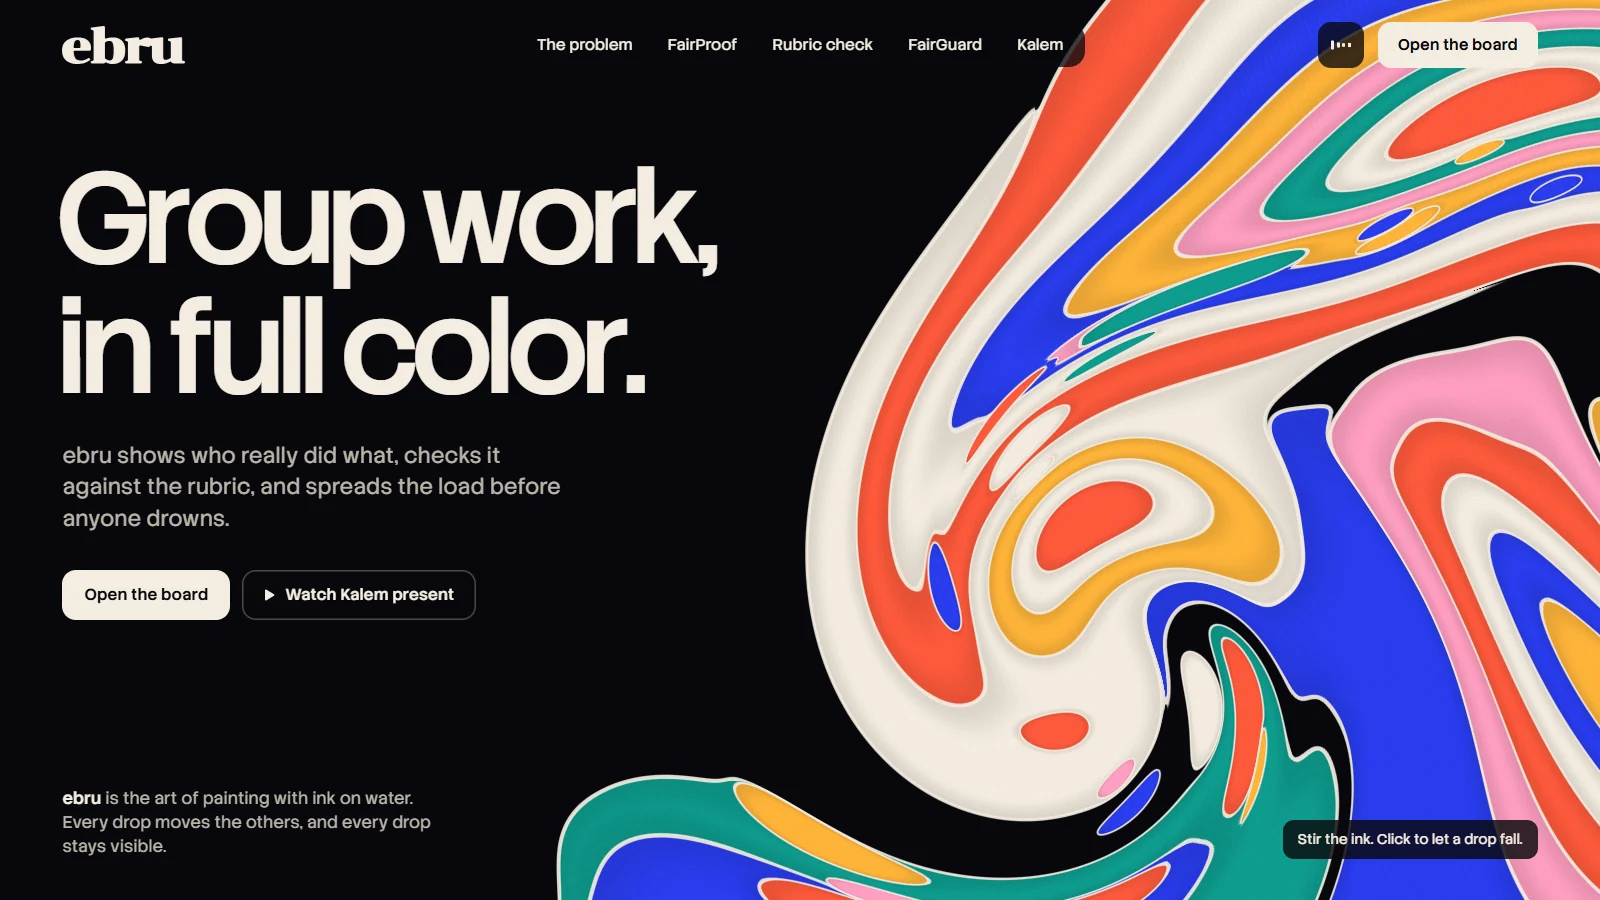 ebru
The problem
FairProof
Rubric check
FairGuard
Kalem
Open the board
Group work,
in full color.
ebru shows who really did what, checks it
against the rubric, and spreads the load before
anyone drowns.
Open the board
Watch Kalem present
ebru is the art of painting with ink on water.
Every drop moves the others, and every drop
stays visible.
Stir the ink. Click to let a drop fall.